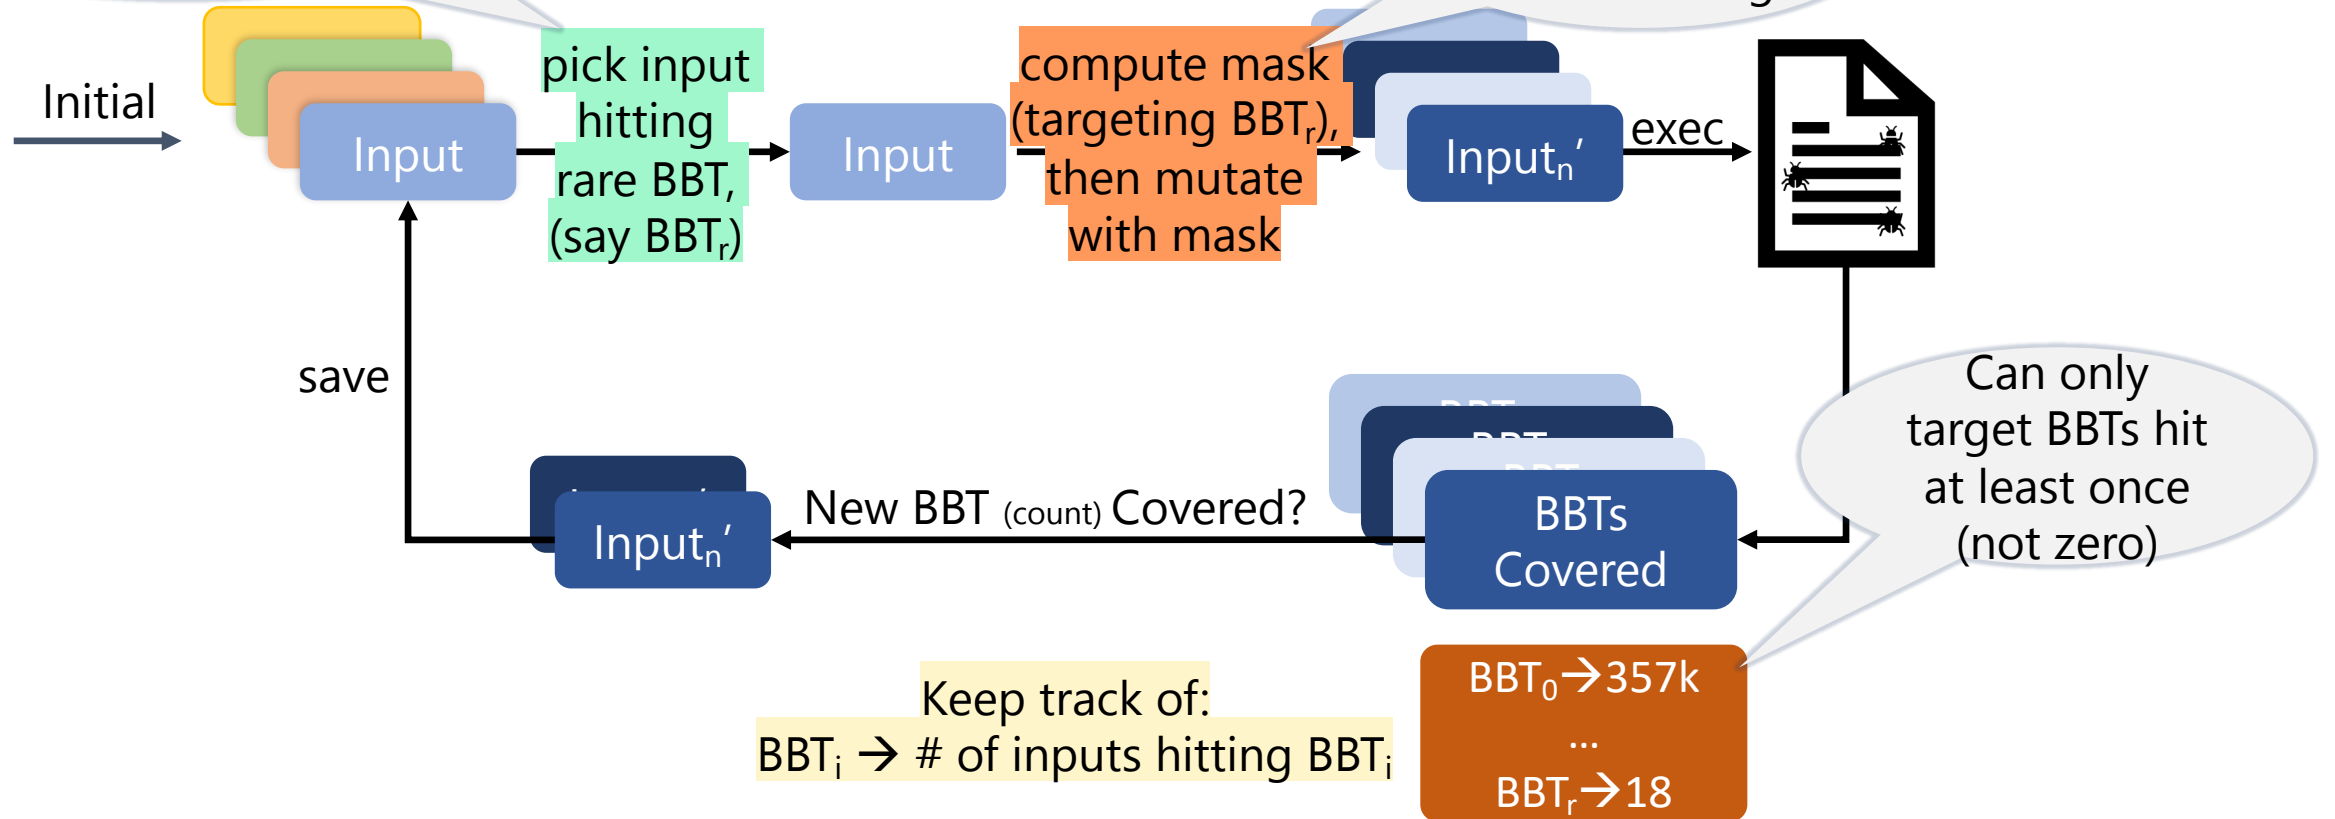 Initial
Input
pick input
hitting
rare BBT,
(say BBTᵣ)
Input
compute mask
(targeting BBTᵣ),
then mutate
with mask
Inputₙ′
exec
save
Inputₙ′
New BBT (count) Covered?
BBTs
Covered
Can only
target BBTs hit
at least once
(not zero)
Keep track of:
BBTᵢ → # of inputs hitting BBTᵢ
BBT₀→357k
...
BBTᵣ→18